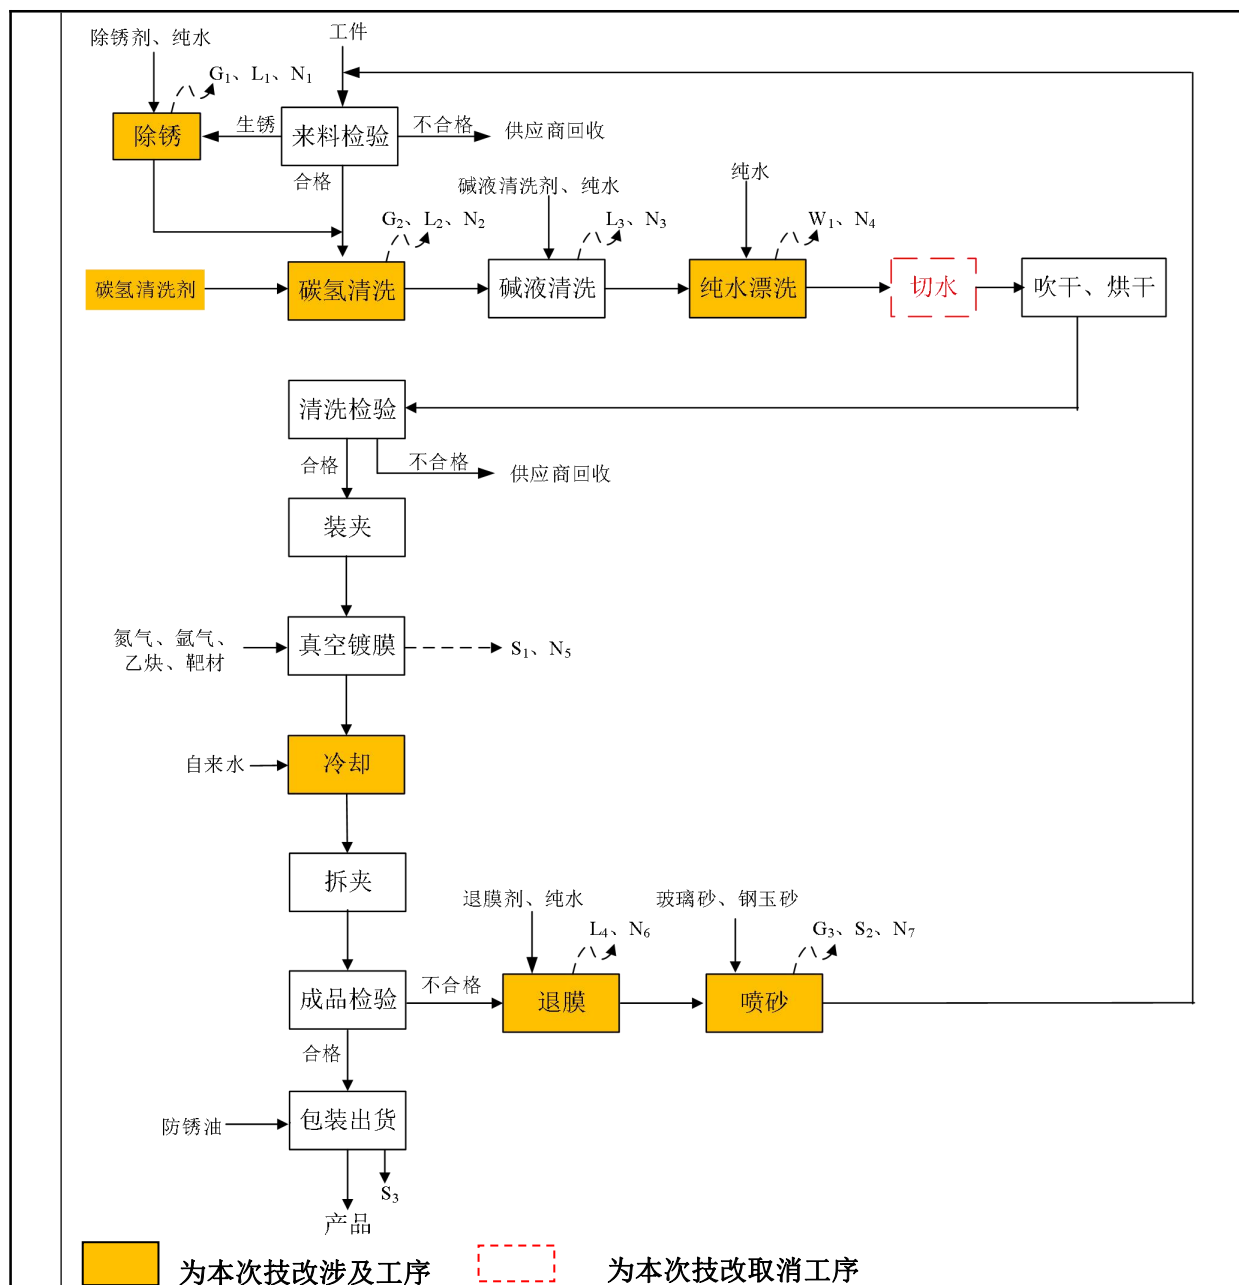 除锈剂、纯水
工件
G₁、L₁、N₁
除锈
生锈
来料检验
不合格
供应商回收
合格
碱液清洗剂、纯水
纯水
G₂、L₂、N₂
L₃、N₃
W₁、N₄
碳氢清洗剂
碳氢清洗
碱液清洗
纯水漂洗
切水
吹干、烘干
清洗检验
合格
不合格
供应商回收
装夹
氮气、氩气、
乙炔、靶材
真空镀膜
S₁、N₅
自来水
冷却
拆夹
退膜剂、纯水
玻璃砂、钢玉砂
L₄、N₆
G₃、S₂、N₇
成品检验
不合格
退膜
喷砂
合格
防锈油
包装出货
S₃
产品
为本次技改涉及工序
为本次技改取消工序